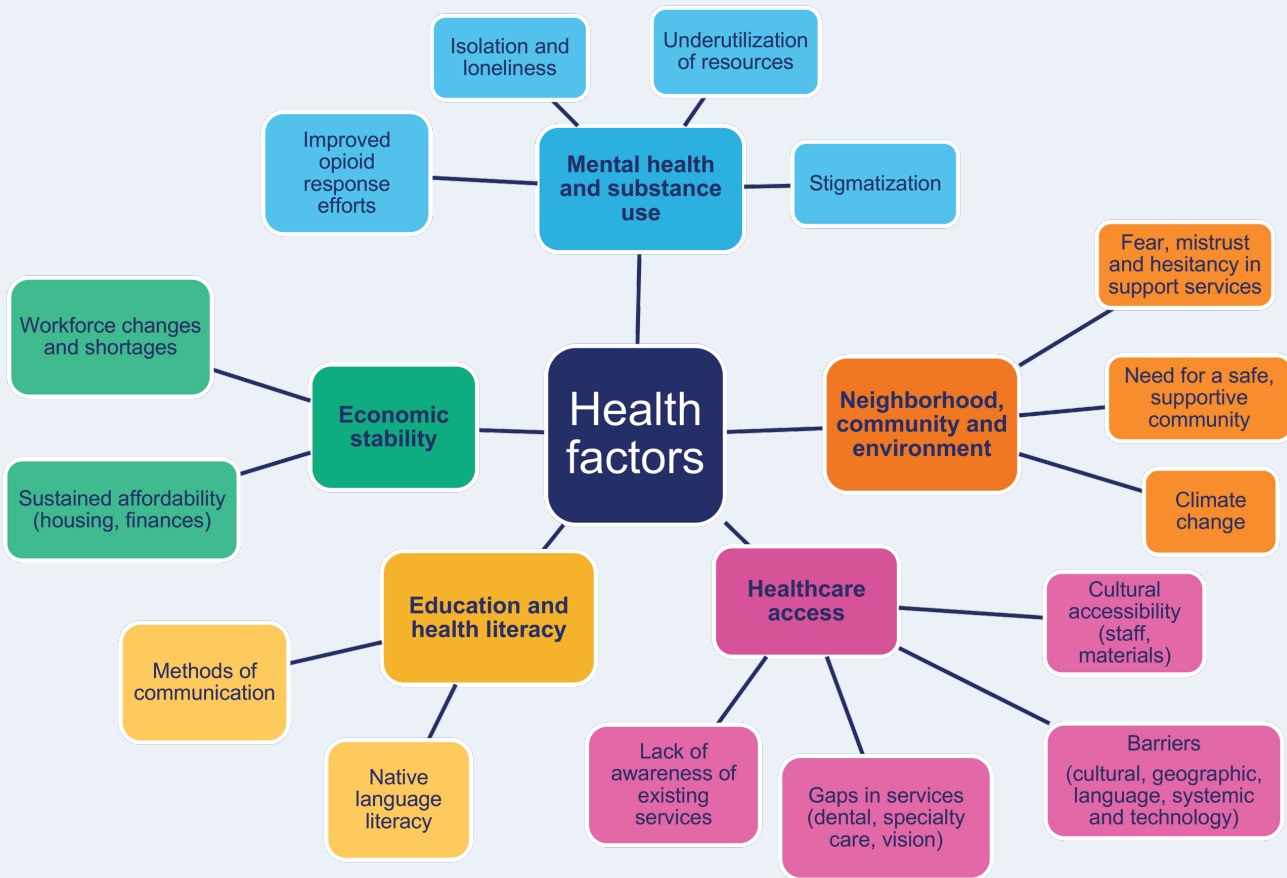 Isolation and
loneliness
Underutilization
of resources
Improved
opioid
response
efforts
Mental health
and substance
use
Stigmatization
Fear, mistrust
and hesitancy in
support services
Workforce changes
and shortages
Economic
stability
Health
factors
Neighborhood,
community and
environment
Need for a safe,
supportive
community
Sustained affordability
(housing, finances)
Climate
change
Education and
health literacy
Healthcare
access
Cultural
accessibility
(staff,
materials)
Methods of
communication
Native
language
literacy
Lack of
awareness of
existing
services
Gaps in services
(dental, specialty
care, vision)
Barriers
(cultural, geographic,
language, systemic
and technology)